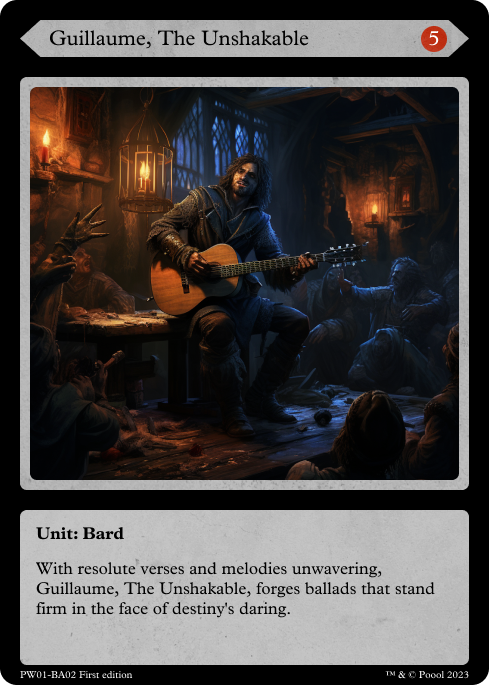 Guillaume, The Unshakable
5
Unit: Bard
With resolute verses and melodies unwavering,
Guillaume, The Unshakable, forges ballads that stand
firm in the face of destiny's daring.
PW01-BA02 First edition
™ & © Poool 2023